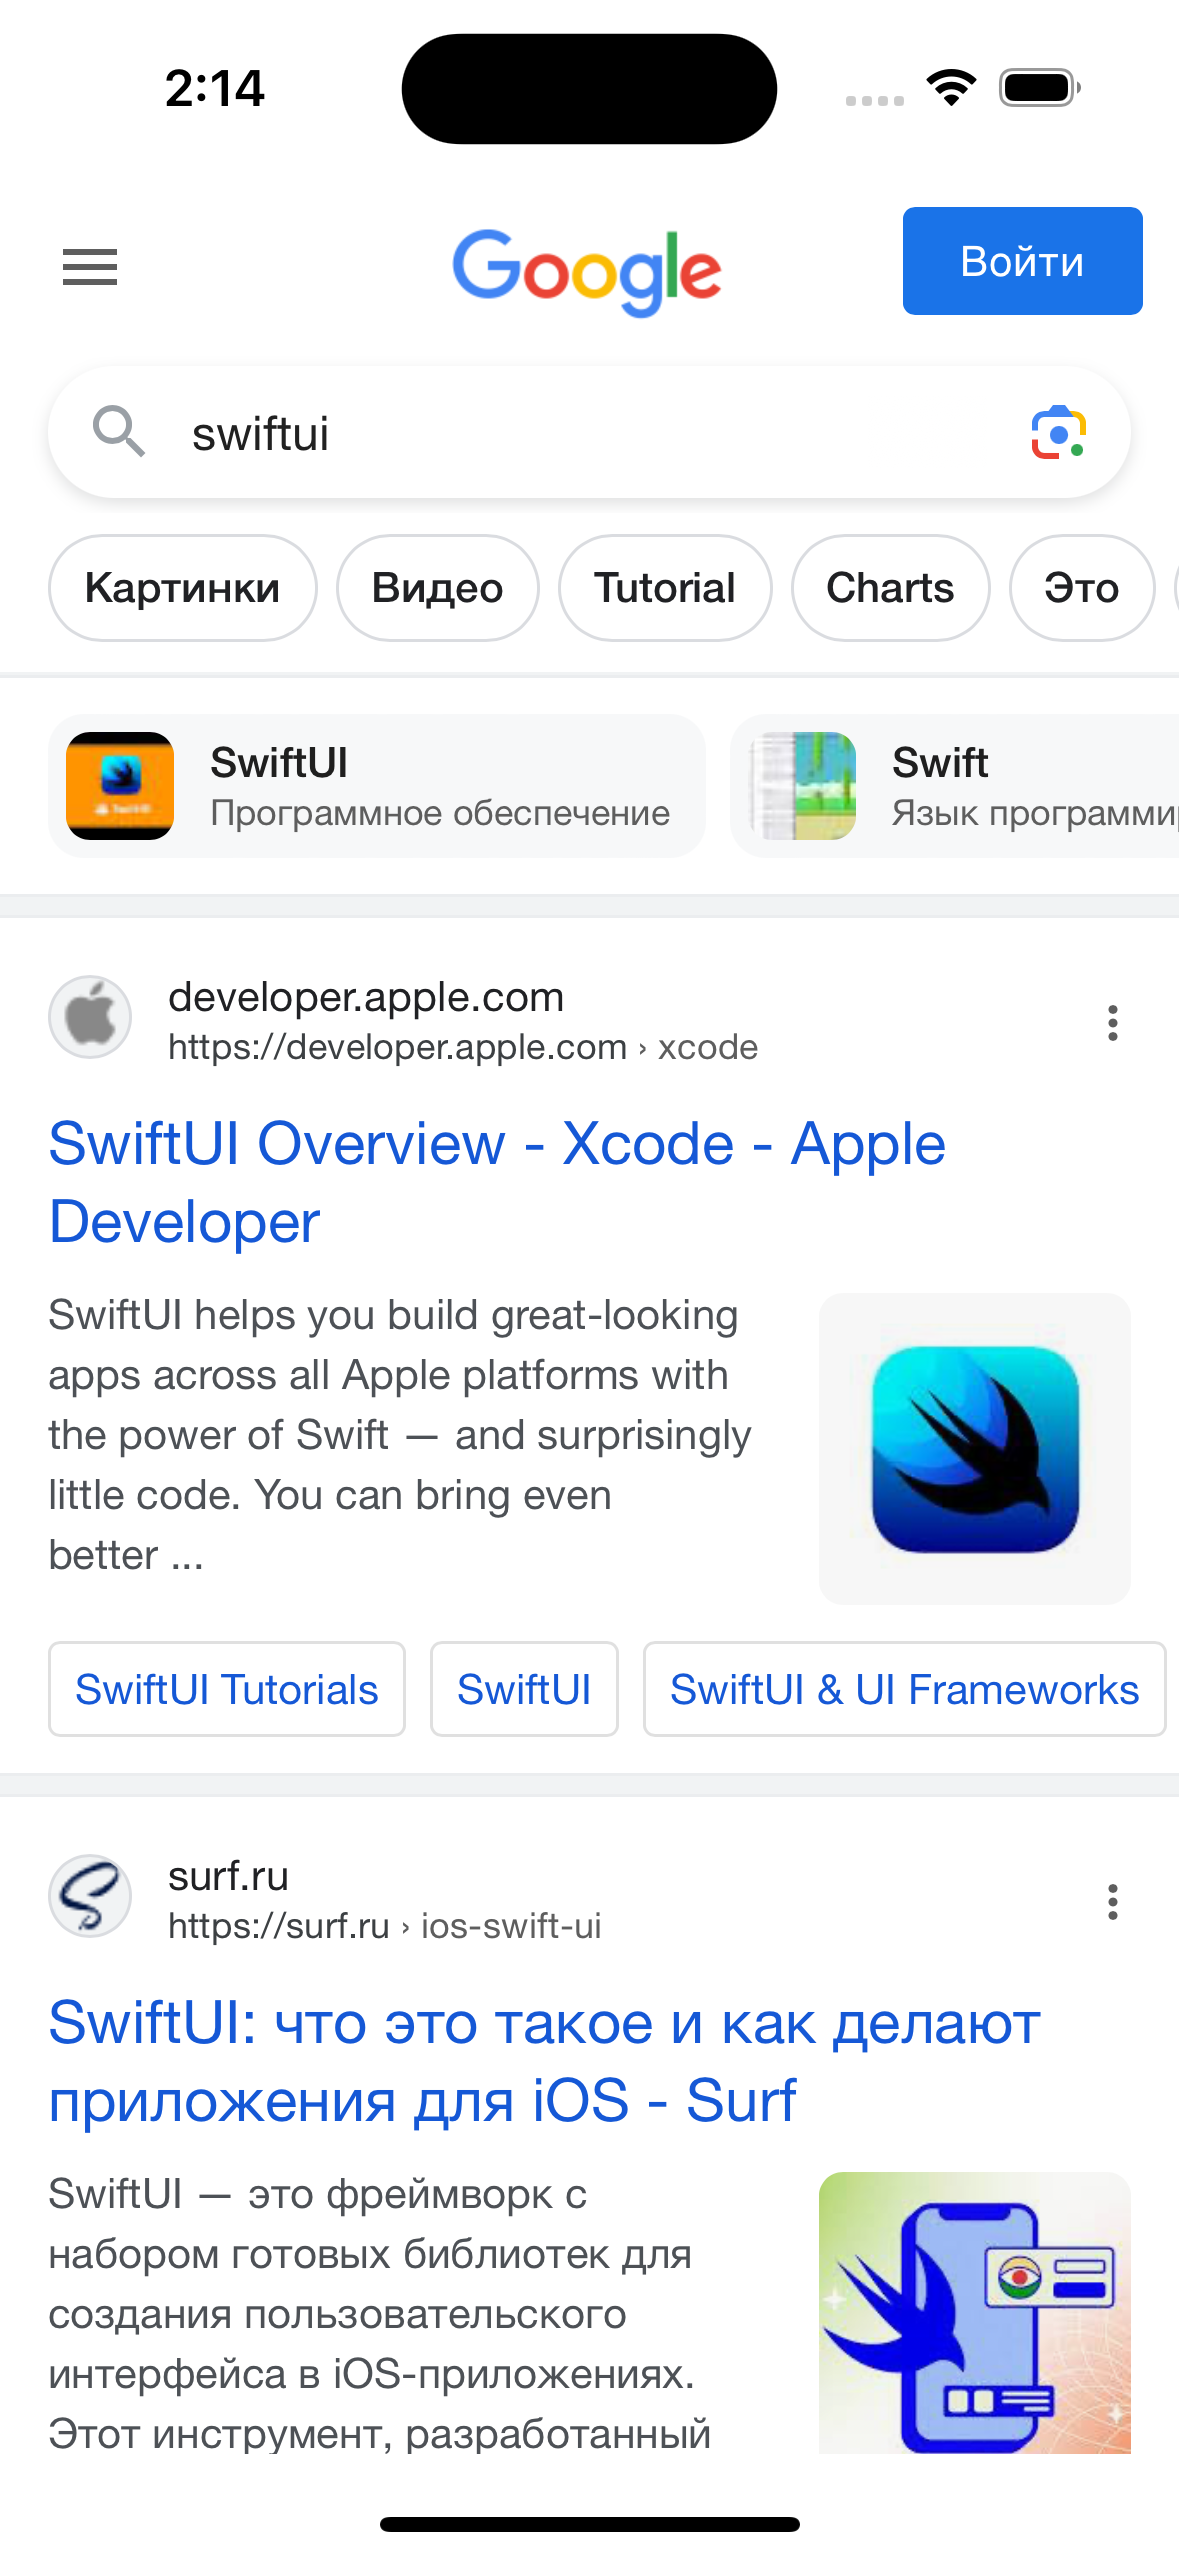 2:14
Google
Войти
swiftui
Картинки
Видео
Tutorial
Charts
Это
SwiftUI
Программное обеспечение
Swift
Язык
developer.apple.com
https://developer.apple.com › xcode
SwiftUI Overview - Xcode - Apple
Developer
SwiftUI helps you build great-looking
apps across all Apple platforms with
the power of Swift — and surprisingly
little code. You can bring even
better ...
SwiftUI Tutorials
SwiftUI
SwiftUI & UI Frameworks
surf.ru
https://surf.ru › ios-swift-ui
SwiftUI: что это такое и как делают
приложения для iOS - Surf
SwiftUI — это фреймворк с
набором готовых библиотек для
создания пользовательского
интерфейса в iOS-приложениях.
Этот инструмент, разработанный